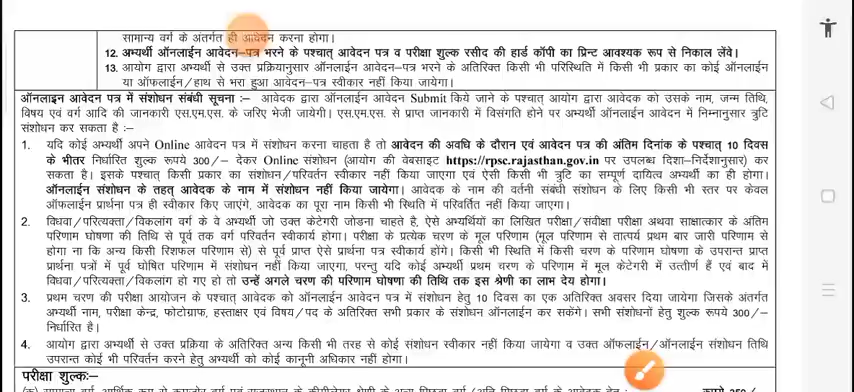 सामान्य वर्ग के अंतर्गत ही आवेदन करना होगा।
12. अभ्यर्थी ऑनलाईन आवेदन–पत्र भरने के पश्चात् आवेदन पत्र व परीक्षा शुल्क रसीद की हार्ड कॉपी का प्रिन्ट आवश्यक रूप से निकाल लेंवे।
13. आयोग द्वारा अभ्यर्थी से उक्त प्रक्रियानुसार ऑनलाईन आवेदन–पत्र भरने के अतिरिक्त किसी भी परिस्थिति में किसी भी प्रकार का कोई ऑनलाईन
या ऑफलाईन/हाथ से भरा हुआ आवेदन–पत्र स्वीकार नहीं किया जायेगा।
ऑनलाइन आवेदन पत्र में संशोधन संबंधी सूचना :– आवेदक द्वारा ऑनलाईन आवेदन Submit किये जाने के पश्चात् आयोग द्वारा आवेदक को उसके नाम, जन्म तिथि,
विषय एवं वर्ग आदि की जानकारी एस.एम.एस. के जरिए भेजी जायेगी। एस.एम.एस. से प्राप्त जानकारी में विसंगति होने पर अभ्यर्थी ऑनलाईन आवेदन में निम्नानुसार त्रुटि
संशोधन कर सकता है :–
1. यदि कोई अभ्यर्थी अपने Online आवेदन पत्र में संशोधन करना चाहता है तो आवेदन की अवधि के दौरान एवं आवेदन पत्र की अंतिम दिनांक के पश्चात् 10 दिवस
के भीतर निर्धारित शुल्क रूपये 300/– देकर Online संशोधन (आयोग की वेबसाइट https://rpsc.rajasthan.gov.in पर उपलब्ध दिशा–निर्देशानुसार) कर
सकता है। इसके पश्चात् किसी प्रकार का संशोधन/परिवर्तन स्वीकार नहीं किया जाएगा एवं ऐसी किसी भी त्रुटि का सम्पूर्ण दायित्व अभ्यर्थी का ही होगा।
ऑनलाईन संशोधन के तहत् आवेदक के नाम में संशोधन नहीं किया जायेगा। आवेदक के नाम की वर्तनी संबंधी संशोधन के लिए किसी भी स्तर पर केवल
ऑफलाईन प्रार्थना पत्र ही स्वीकार किए जाएंगे, आवेदक का पूरा नाम किसी भी स्थिति में परिवर्तित नहीं किया जाएगा।
2. विधवा/परित्यक्ता/विकलांग वर्ग के वे अभ्यर्थी जो उक्त केटेगरी जोडना चाहते है, ऐसे अभ्यर्थियों का लिखित परीक्षा/संवीक्षा परीक्षा अथवा साक्षात्कार के अंतिम
परिणाम घोषणा की तिथि से पूर्व तक वर्ग परिवर्तन स्वीकार्य होगा। परीक्षा के प्रत्येक चरण के मूल परिणाम (मूल परिणाम से तात्पर्य प्रथम बार जारी परिणाम से
होगा ना कि अन्य किसी रिशफल परिणाम से) से पूर्व प्राप्त ऐसे प्रार्थना पत्र स्वीकार्य होंगे। किसी भी स्थिति में किसी चरण के परिणाम घोषणा के उपरान्त प्राप्त
प्रार्थना पत्रों में पूर्व घोषित परिणाम में संशोधन नहीं किया जाएगा, परन्तु यदि कोई अभ्यर्थी प्रथम चरण के परिणाम में मूल केटेगरी में उत्तीर्ण हैं एवं बाद में
विधवा/परित्यक्ता/विकलांग हो गए हो तो उन्हें अगले चरण की परिणाम घोषणा की तिथि तक इस श्रेणी का लाभ देय होगा।
3. प्रथम चरण की परीक्षा आयोजन के पश्चात् आवेदक को ऑनलाईन आवेदन पत्र में संशोधन हेतु 10 दिवस का एक अतिरिक्त अवसर दिया जायेगा जिसके अंतर्गत
अभ्यर्थी नाम, परीक्षा केन्द्र, फोटोग्राफ, हस्ताक्षर एवं विषय/पद के अतिरिक्त सभी प्रकार के संशोधन ऑनलाईन कर सकेंगे। सभी संशोधनों हेतु शुल्क रूपये 300/–
निर्धारित है।
4. आयोग द्वारा अभ्यर्थी से उक्त प्रक्रिया के अतिरिक्त अन्य किसी भी तरह से कोई संशोधन स्वीकार नहीं किया जायेगा व उक्त ऑफलाईन/ऑनलाईन संशोधन तिथि
उपरान्त कोई भी परिवर्तन करने हेतु अभ्यर्थी को कोई कानूनी अधिकार नहीं होगा।
परीक्षा शुल्क:–